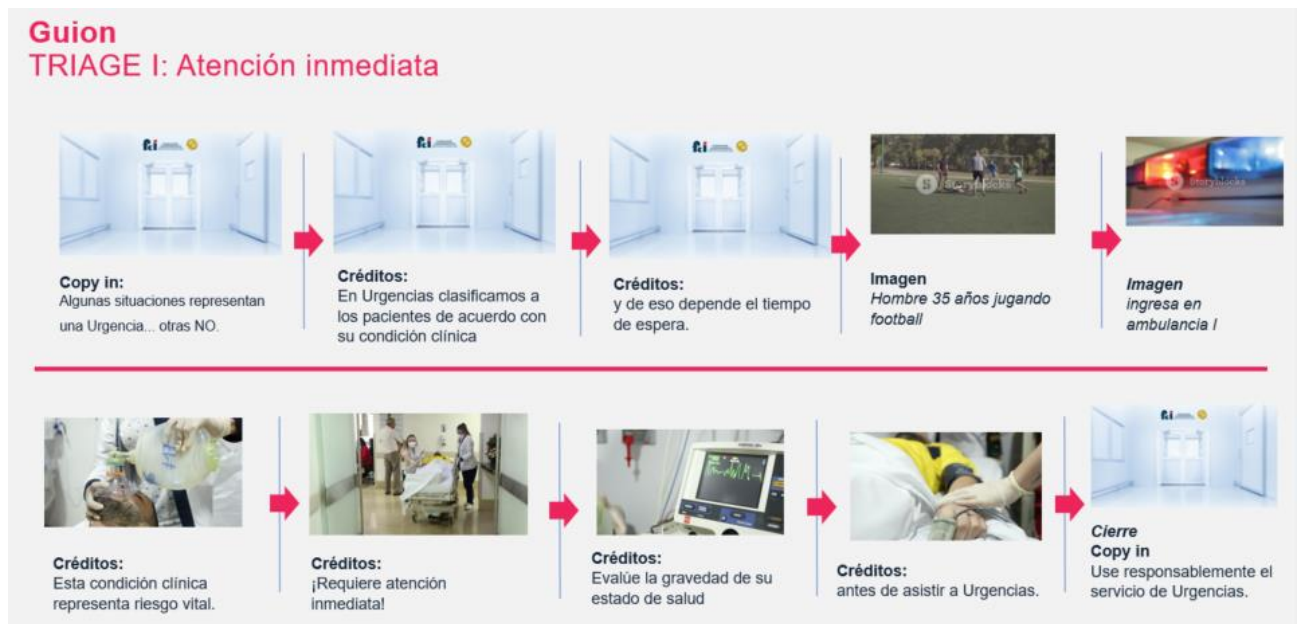 Guion
TRIAGE I: Atención inmediata
Copy in:
Algunas situaciones representan
una Urgencia... otras NO.
Créditos:
En Urgencias clasificamos a
los pacientes de acuerdo con
su condición clínica
Créditos:
y de eso depende el tiempo
de espera.
Storyblocks
Imagen
Hombre 35 años jugando
football
Storyblocks
Imagen
ingresa en
ambulancia I
Créditos:
Esta condición clínica
representa riesgo vital.
Créditos:
¡Requiere atención
inmediata!
Créditos:
Evalúe la gravedad de su
estado de salud
Créditos:
antes de asistir a Urgencias.
Cierre
Copy in
Use responsablemente el
servicio de Urgencias.